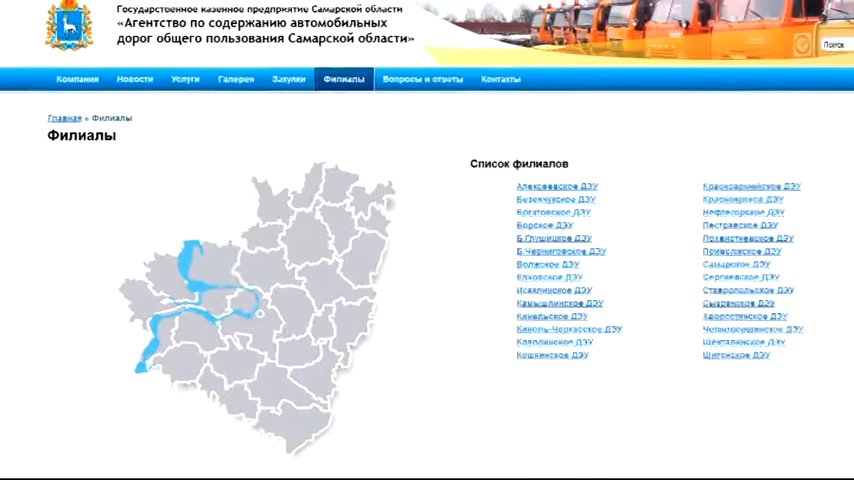 Государственное казенное предприятие Самарской области
«Агентство по содержанию автомобильных
дорог общего пользования Самарской области»
Поиск
Компания Новости Услуги Галерея Закупки Филиалы Вопросы и ответы Контакты
Главная » Филиалы
Филиалы
Список филиалов
Алексеевское ДЭУ
Безенчукское ДЭУ
Богатовское ДЭУ
Борское ДЭУ
Б.Глушицкое ДЭУ
Б.Черниговское ДЭУ
Волжское ДЭУ
Елховское ДЭУ
Исаклинское ДЭУ
Камышлинское ДЭУ
Кинельское ДЭУ
Кинель-Черкасское ДЭУ
Клявлинское ДЭУ
Кошкинское ДЭУ
Красноармейское ДЭУ
Красноярское ДЭУ
Нефтегорское ДЭУ
Пестравское ДЭУ
Похвистневское ДЭУ
Приволжское ДЭУ
Самарское ДЭУ
Сергиевское ДЭУ
Ставропольское ДЭУ
Сызранское ДЭУ
Хворостянское ДЭУ
Челновершинское ДЭУ
Шенталинское ДЭУ
Шигонское ДЭУ